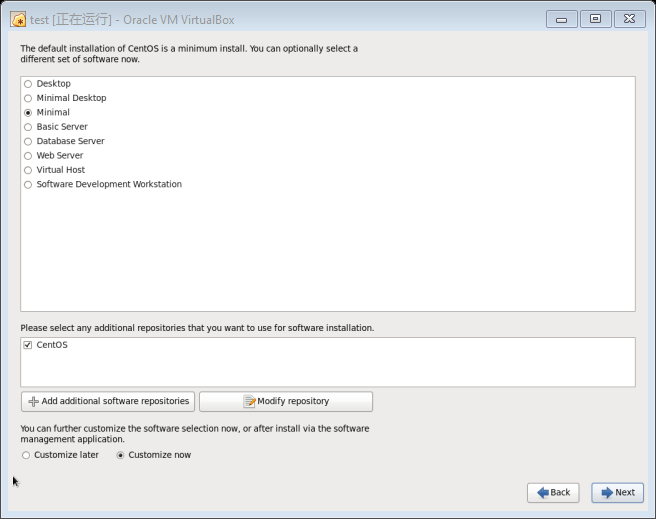 test [正在运行] - Oracle VM VirtualBox
The default installation of CentOS is a minimum install. You can optionally select a
different set of software now.
Desktop
Minimal Desktop
Minimal
Basic Server
Database Server
Web Server
Virtual Host
Software Development Workstation
Please select any additional repositories that you want to use for software installation.
CentOS
Add additional software repositories
Modify repository
You can further customize the software selection now, or after install via the software
management application.
Customize later
Customize now
Back
Next